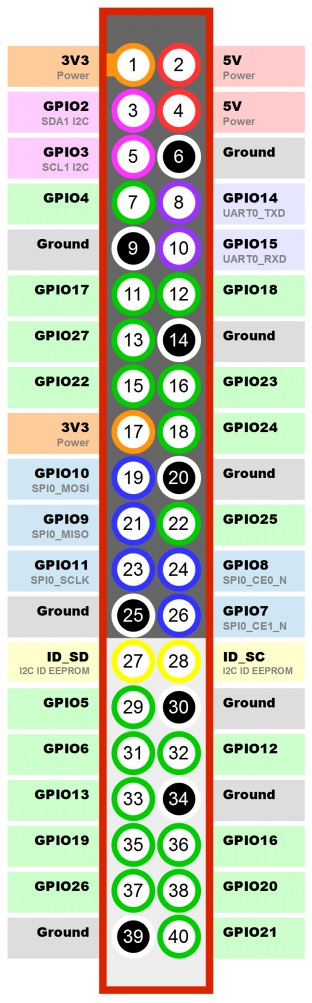 3V3 1 2 5V
Power Power
GPIO2 3 4 5V
SDA1 I2C Power
GPIO3 5 6 Ground
SCL1 I2C
GPIO4 7 8 GPIO14
UART0_TXD
Ground 9 10 GPIO15
UART0_RXD
GPIO17 11 12 GPIO18
GPIO27 13 14 Ground
GPIO22 15 16 GPIO23
3V3 17 18 GPIO24
Power
GPIO10 19 20 Ground
SPI0_MOSI
GPIO9 21 22 GPIO25
SPI0_MISO
GPIO11 23 24 GPIO8
SPI0_SCLK SPI0_CE0_N
Ground 25 26 GPIO7
SPI0_CE1_N
ID_SD 27 28 ID_SC
I2C ID EEPROM I2C ID EEPROM
GPIO5 29 30 Ground
GPIO6 31 32 GPIO12
GPIO13 33 34 Ground
GPIO19 35 36 GPIO16
GPIO26 37 38 GPIO20
Ground 39 40 GPIO21